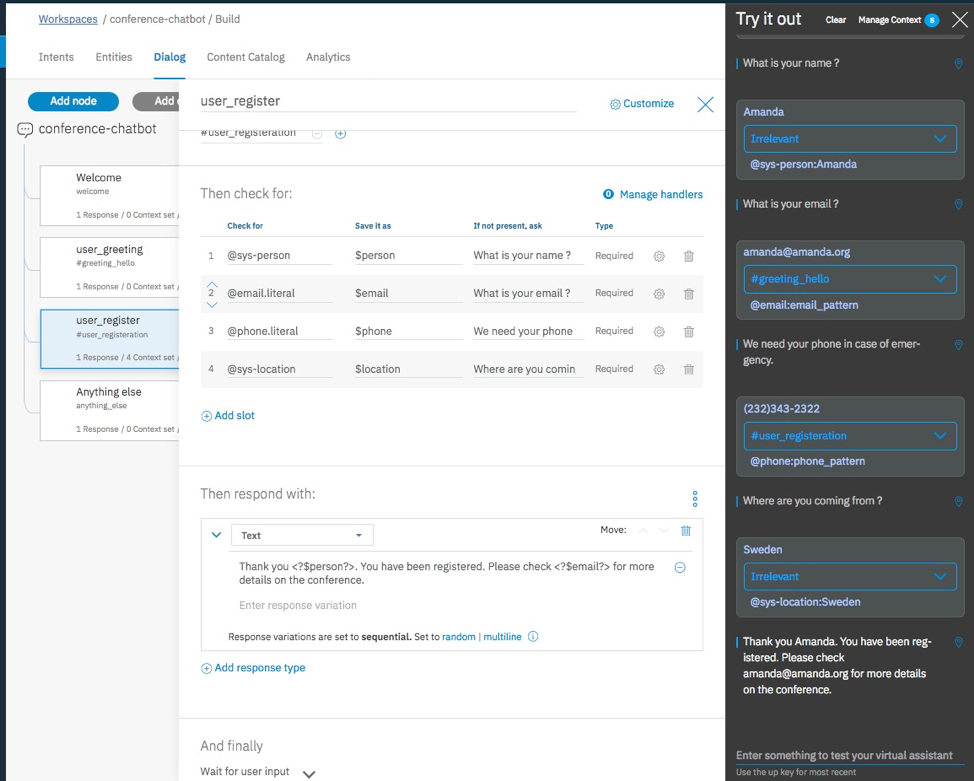 Workspaces / conference-chatbot / Build
Intents Entities Dialog Content Catalog Analytics
Add node Add
conference-chatbot
Welcome
welcome
1 Response / 0 Context set /
user_greeting
#greeting_hello
1 Response / 0 Context set /
user_register
#user_registeration
1 Response / 4 Context set /
Anything else
anything_else
1 Response / 0 Context set /
user_register
Customize
#user_registeration
Then check for:
0 Manage handlers
Check for Save it as If not present, ask Type
1 @sys-person $person What is your name ? Required
2 @email.literal $email What is your email ? Required
3 @phone.literal $phone We need your phone Required
4 @sys-location $location Where are you comin Required
Add slot
Then respond with:
Text
Move:
Thank you <?$person?>. You have been registered. Please check <?$email?> for more
details on the conference.
Enter response variation
Response variations are set to sequential. Set to random | multiline
Add response type
And finally
Wait for user input
Try it out Clear Manage Context 5
What is your name ?
Amanda
Irrelevant
@sys-person:Amanda
What is your email ?
amanda@amanda.org
#greeting_hello
@email:email_pattern
We need your phone in case of emer-
gency.
(232)343-2322
#user_registeration
@phone:phone_pattern
Where are you coming from ?
Sweden
Irrelevant
@sys-location:Sweden
Thank you Amanda. You have been reg-
istered. Please check
amanda@amanda.org for more details
on the conference.
Enter something to test your virtual assistant
Use the up key for most recent